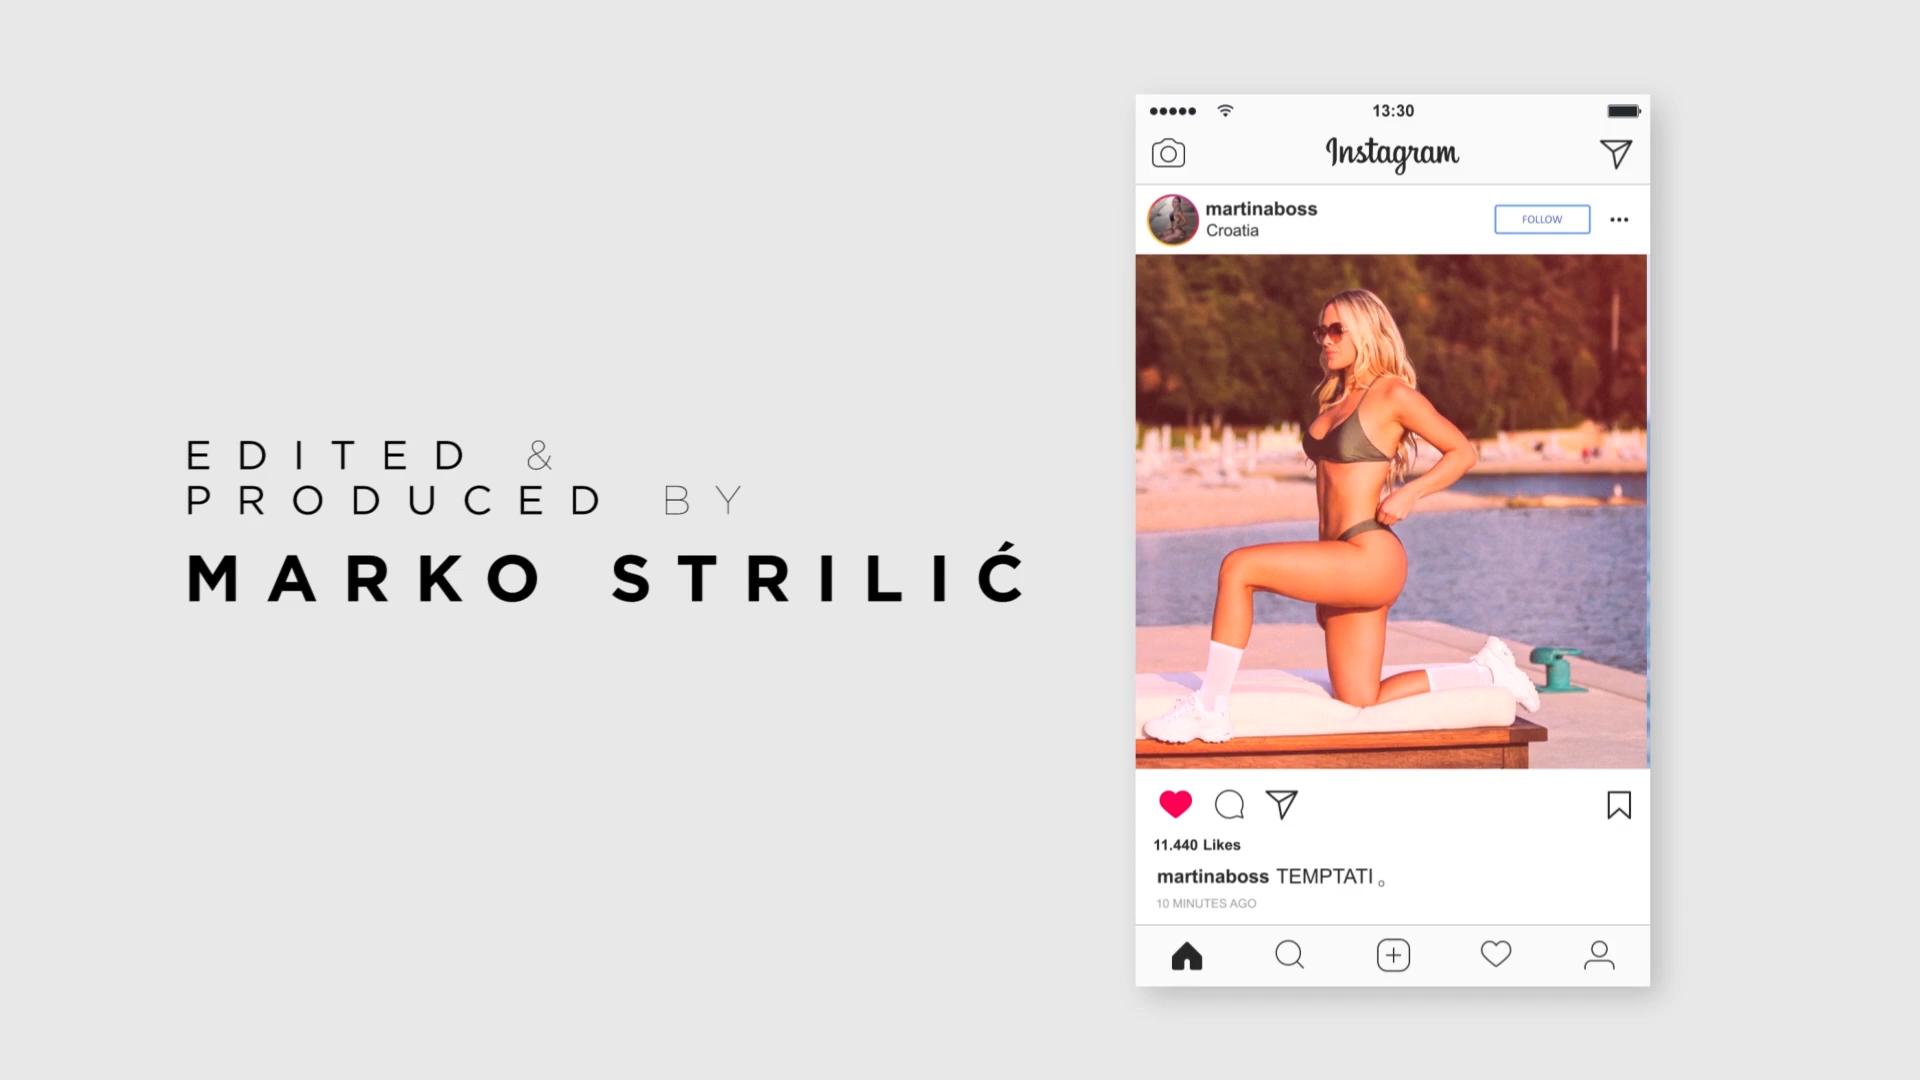 EDITED &
PRODUCED BY
MARKO STRILIĆ
13:30
Instagram
martinaboss
FOLLOW
Croatia
11.440 Likes
martinaboss TEMPTATI
10 MINUTES AGO